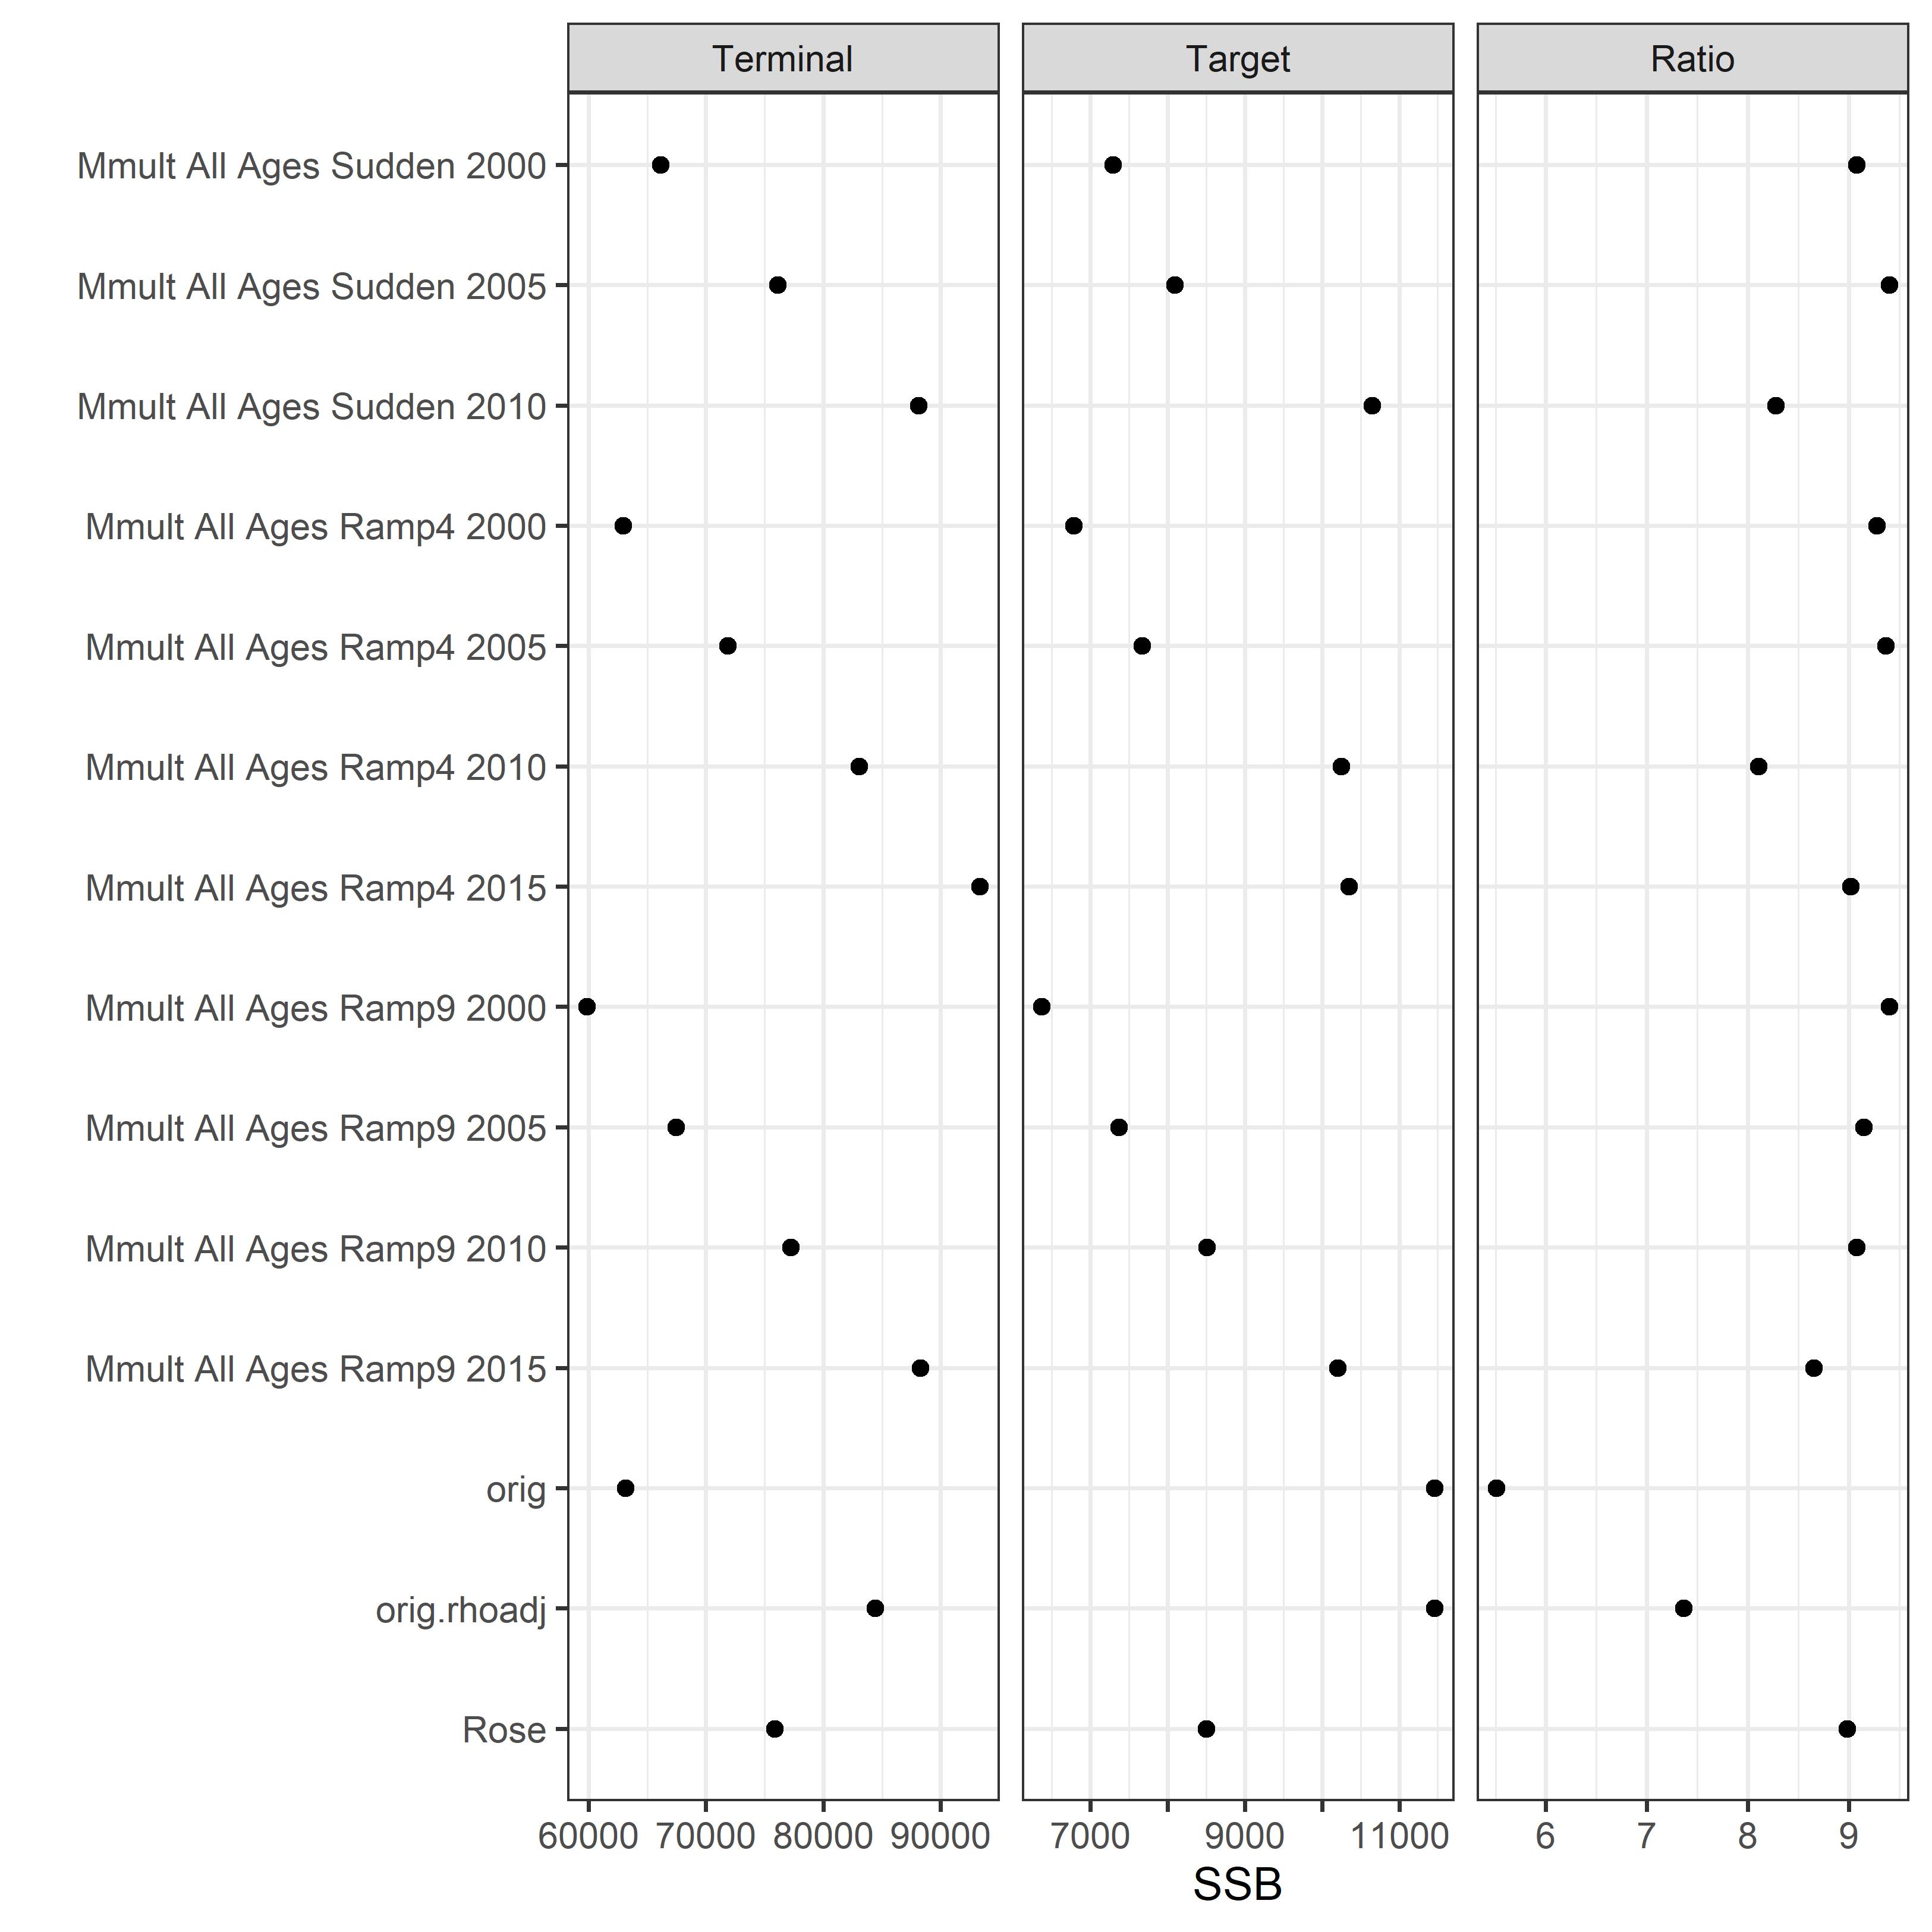 Terminal Target Ratio
Mmult All Ages Sudden 2000
Mmult All Ages Sudden 2005
Mmult All Ages Sudden 2010
Mmult All Ages Ramp4 2000
Mmult All Ages Ramp4 2005
Mmult All Ages Ramp4 2010
Mmult All Ages Ramp4 2015
Mmult All Ages Ramp9 2000
Mmult All Ages Ramp9 2005
Mmult All Ages Ramp9 2010
Mmult All Ages Ramp9 2015
orig
orig.rhoadj
Rose
60000 70000 80000 90000 7000 9000 11000 6 7 8 9
SSB